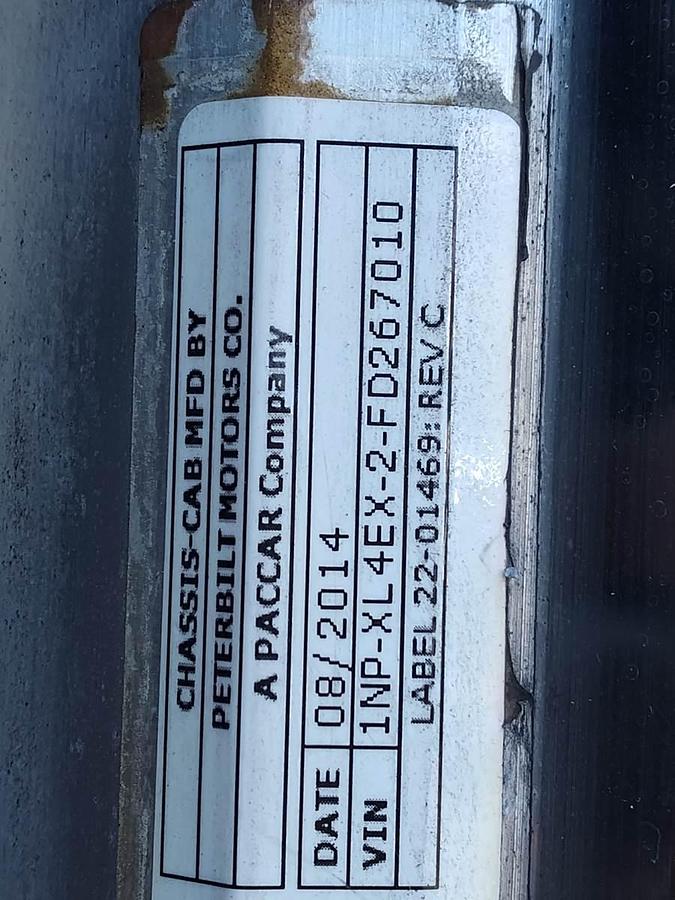 CHASSIS-CAB MFD BY
PETERBILT MOTORS CO.
A PACCAR Company
DATE 08/2014
VIN 1NP-XL4EX-2-FD267010
LABEL 22-01469: REV C